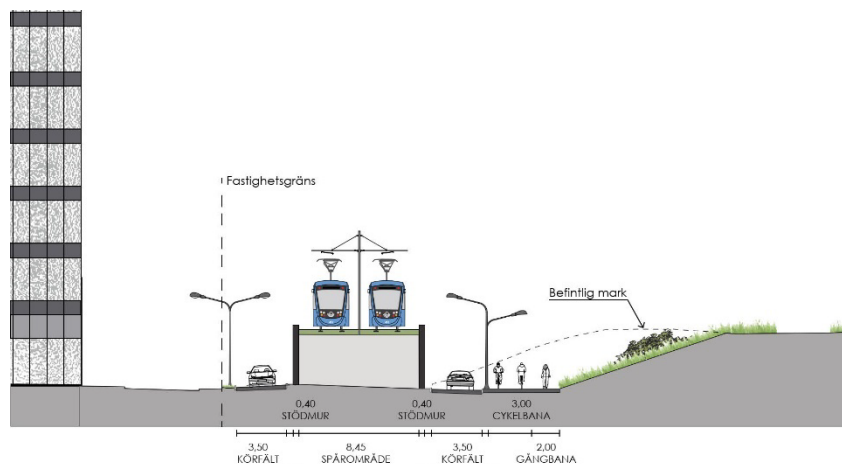 Fastighetsgräns
Befintlig mark
0,40
STÖDMUR
0,40
STÖDMUR
3,00
CYKELBANA
3,50
KÖRFÄLT
8,45
SPÅROMRÅDE
3,50
KÖRFÄLT
2,00
GÅNGBANA